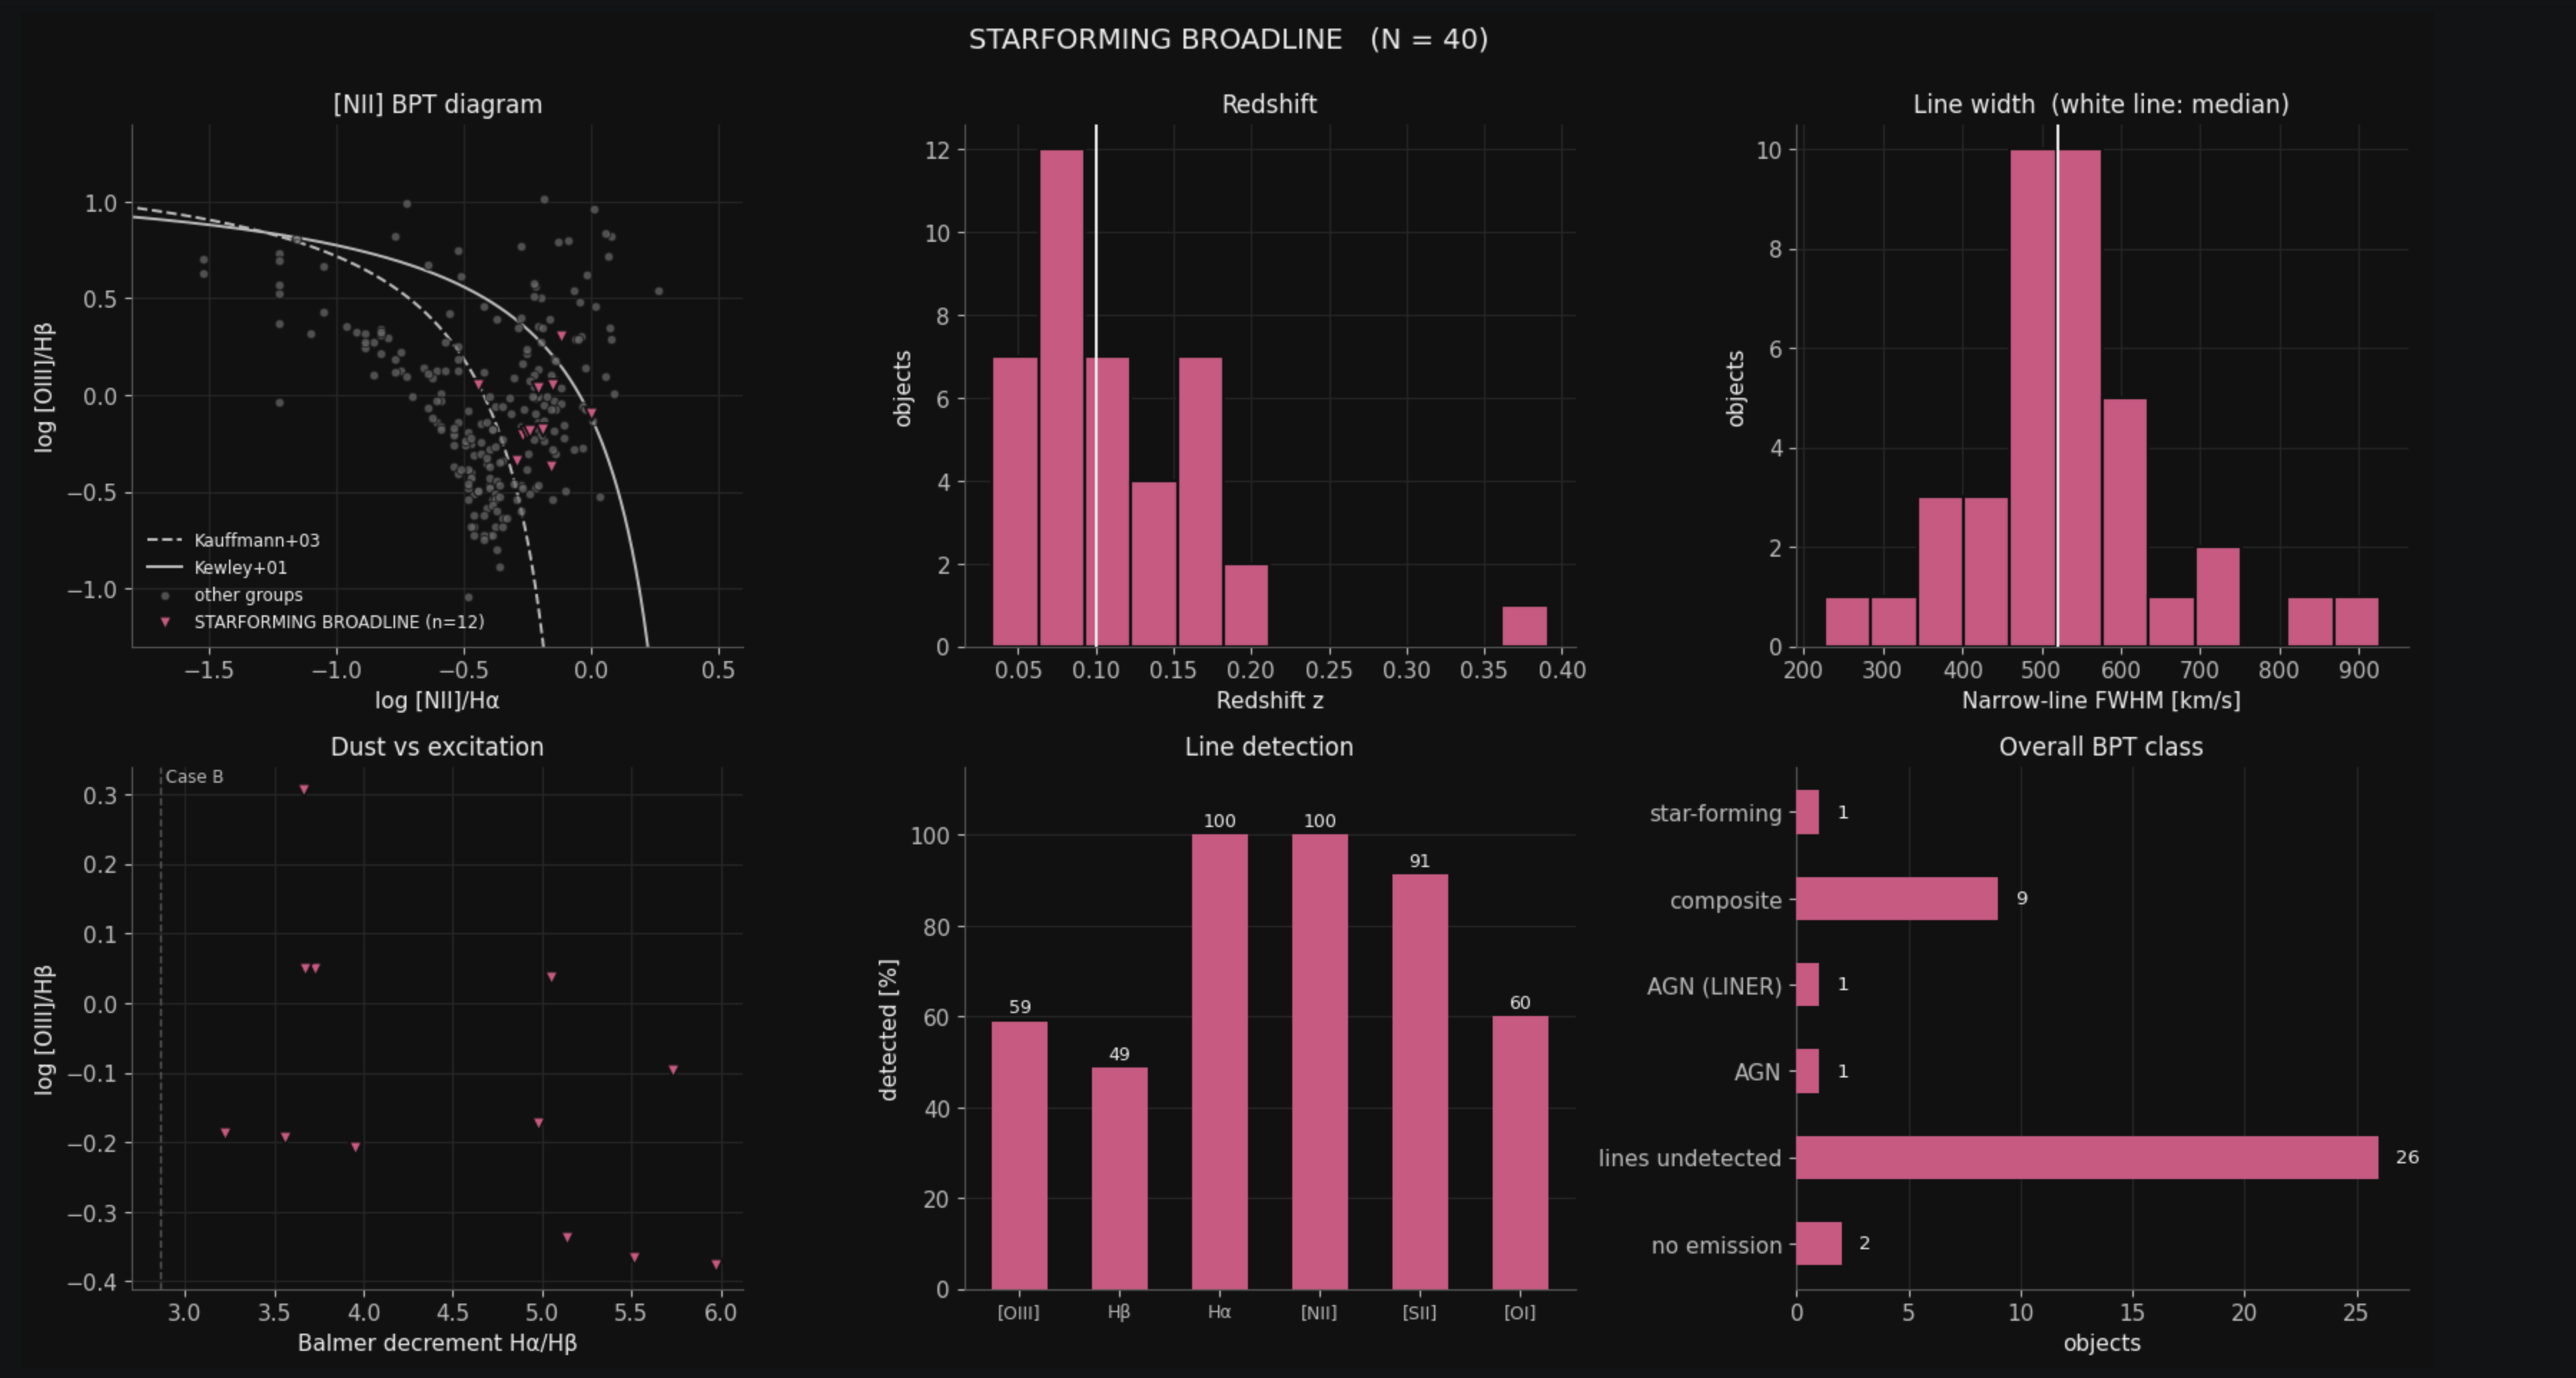 STARFORMING BROADLINE (N = 40)
[NII] BPT diagram
1.0
0.5
0.0
−0.5
−1.0
log [OIII]/Hβ
Kauffmann+03
Kewley+01
other groups
STARFORMING BROADLINE (n=12)
−1.5 −1.0 −0.5 0.0 0.5
log [NII]/Hα
Redshift
12
10
8
6
4
2
0
objects
0.05 0.10 0.15 0.20 0.25 0.30 0.35 0.40
Redshift z
Line width (white line: median)
10
8
6
4
2
0
objects
200 300 400 500 600 700 800 900
Narrow-line FWHM [km/s]
Dust vs excitation
Case B
0.3
0.2
0.1
0.0
−0.1
−0.2
−0.3
−0.4
log [OIII]/Hβ
3.0 3.5 4.0 4.5 5.0 5.5 6.0
Balmer decrement Hα/Hβ
Line detection
100
80
60
40
20
0
detected [%]
59 49 100 100 91 60
[OIII] Hβ Hα [NII] [SII] [OI]
Overall BPT class
star-forming 1
composite 9
AGN (LINER) 1
AGN 1
lines undetected 26
no emission 2
0 5 10 15 20 25
objects